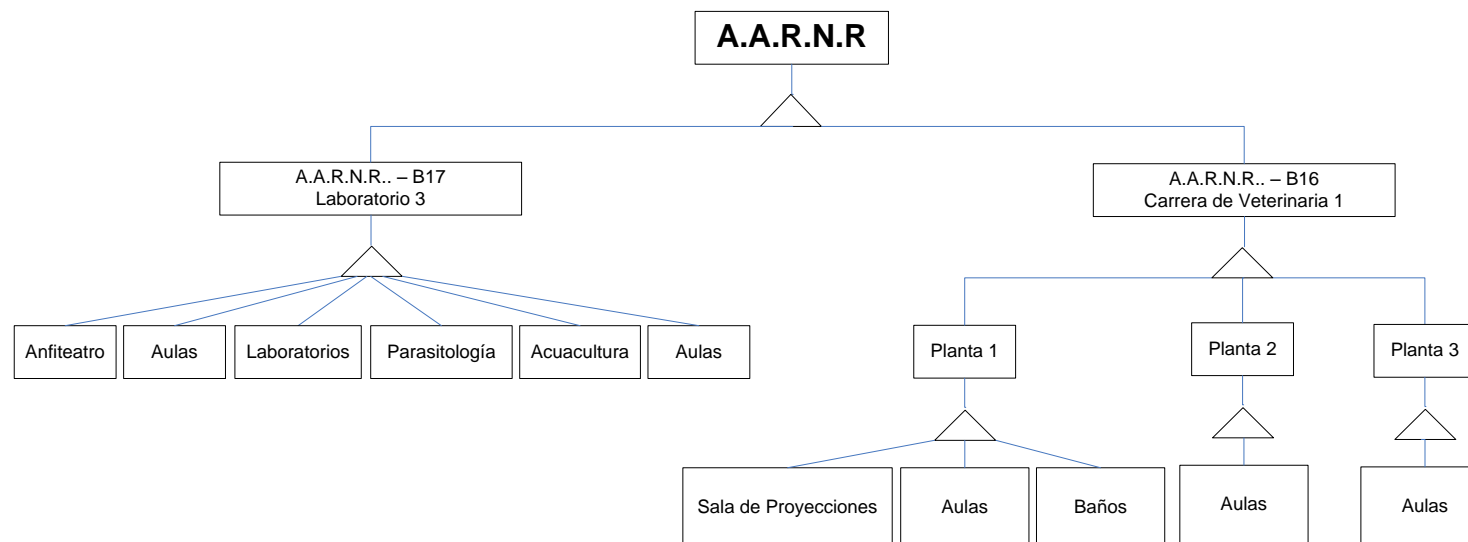 A.A.R.N.R
A.A.R.N.R.. – B17
Laboratorio 3
A.A.R.N.R.. – B16
Carrera de Veterinaria 1
Anfiteatro
Aulas
Laboratorios
Parasitología
Acuacultura
Aulas
Planta 1
Planta 2
Planta 3
Sala de Proyecciones
Aulas
Baños
Aulas
Aulas